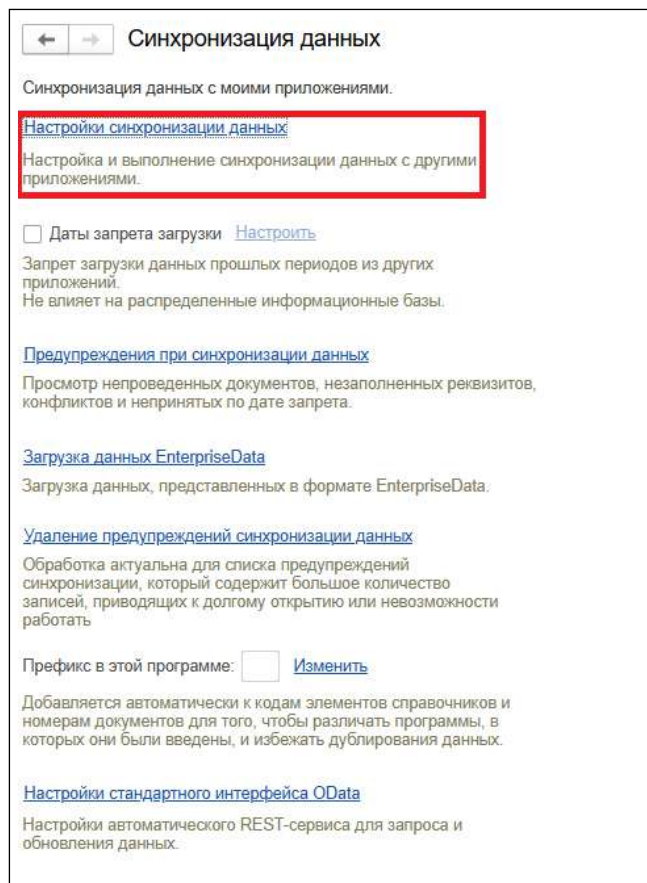 Синхронизация данных
Синхронизация данных с моими приложениями.
Настройки синхронизации данных
Настройка и выполнение синхронизации данных с другими
приложениями.
Даты запрета загрузки Настроить
Запрет загрузки данных прошлых периодов из других
приложений.
Не влияет на распределенные информационные базы.
Предупреждения при синхронизации данных
Просмотр непроведенных документов, незаполненных реквизитов,
конфликтов и непринятых по дате запрета.
Загрузка данных EnterpriseData
Загрузка данных, представленных в формате EnterpriseData.
Удаление предупреждений синхронизации данных
Обработка актуальна для списка предупреждений
синхронизации, который содержит большое количество
записей, приводящих к долгому открытию или невозможности
работать
Префикс в этой программе: Изменить
Добавляется автоматически к кодам элементов справочников и
номерам документов для того, чтобы различать программы, в
которых они были введены, и избежать дублирования данных.
Настройки стандартного интерфейса OData
Настройки автоматического REST-сервиса для запроса и
обновления данных.